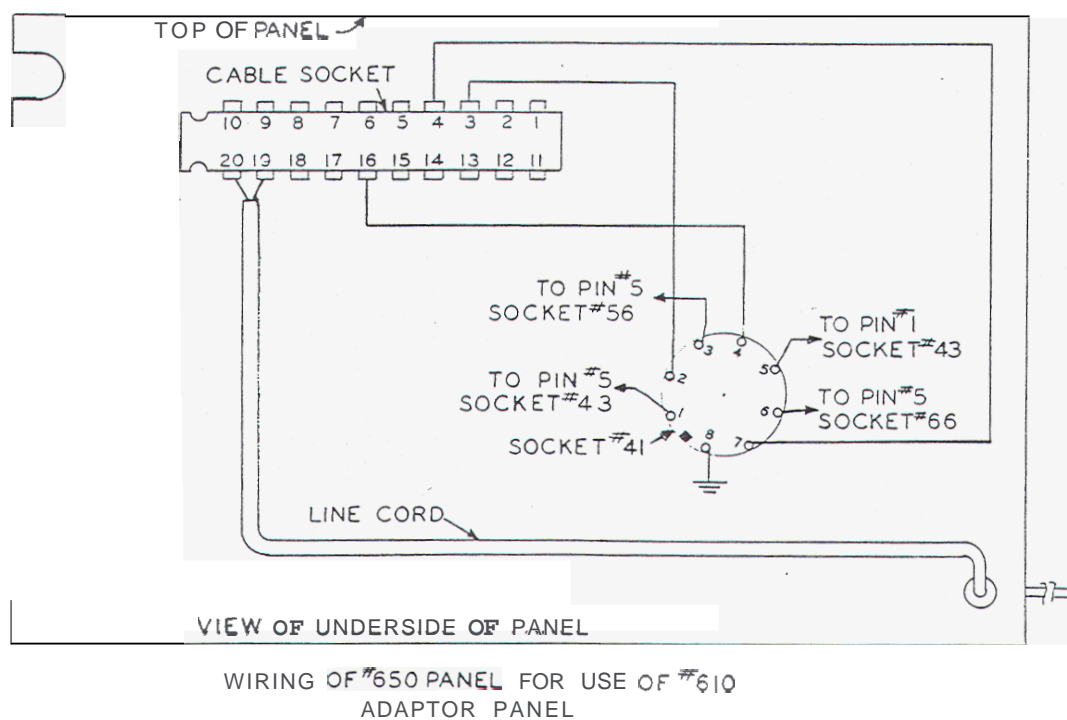 TOP OF PANEL
CABLE SOCKET
10 9 8 7 6 5 4 3 2 1
20 19 18 17 16 15 14 13 12 11
TO PIN #5
SOCKET #56
3 4
TO PIN #1
SOCKET #43
5
2
TO PIN #5
SOCKET #43
1
6
TO PIN #5
SOCKET #66
SOCKET #41
8 7
LINE CORD
VIEW OF UNDERSIDE OF PANEL
WIRING OF #650 PANEL FOR USE OF #610
ADAPTOR PANEL